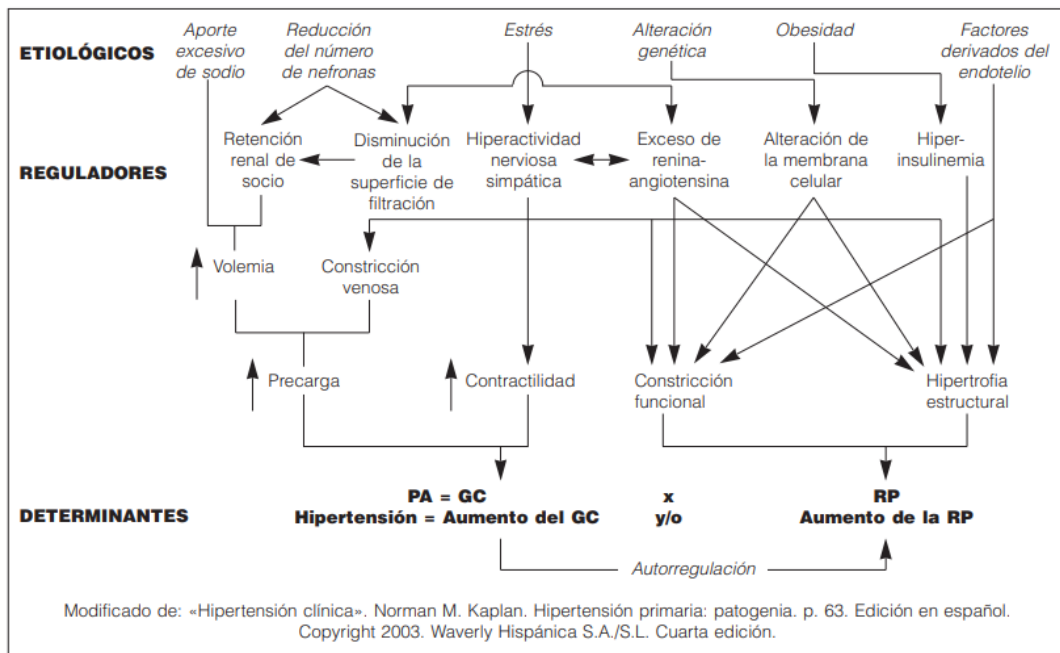 ETIOLÓGICOS
Aporte
excesivo
de sodio
Reducción
del número
de nefronas
Estrés
Alteración
genética
Obesidad
Factores
derivados del
endotelio
REGULADORES
Retención
renal de
socio
Disminución
de la
superficie de
filtración
Hiperactividad
nerviosa
simpática
Exceso de
renina-
angiotensina
Alteración de
la membrana
celular
Hiper-
insulinemia
Volemia
Constricción
venosa
Precarga
Contractilidad
Constricción
funcional
Hipertrofia
estructural
DETERMINANTES
PA = GC x RP
Hipertensión = Aumento del GC y/o Aumento de la RP
Autorregulación
Modificado de: «Hipertensión clínica». Norman M. Kaplan. Hipertensión primaria: patogenia. p. 63. Edición en español.
Copyright 2003. Waverly Hispánica S.A./S.L. Cuarta edición.